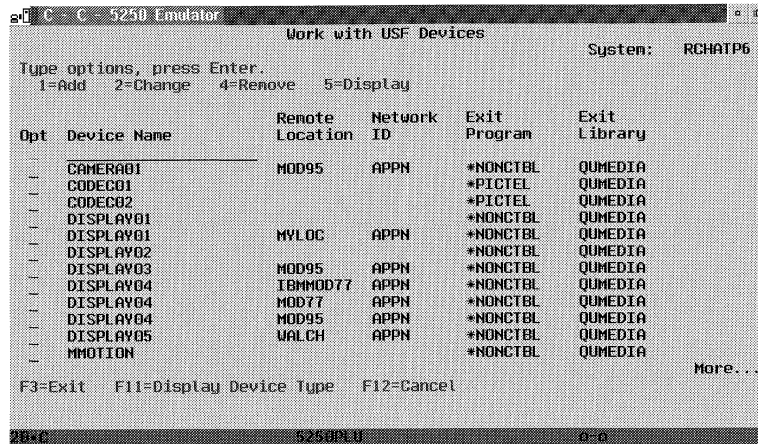 C - C - 5250 Emulator
Work with USF Devices
System: RCHATP6
Type options, press Enter.
1=Add 2=Change 4=Remove 5=Display
Remote Network Exit Exit
Opt Device Name Location ID Program Library
CAMERA01 MOD95 APPN *NONCTBL QUMEDIA
CODEC01 *PICTEL QUMEDIA
CODEC02 *PICTEL QUMEDIA
DISPLAY01 *NONCTBL QUMEDIA
DISPLAY01 MYLOC APPN *NONCTBL QUMEDIA
DISPLAY02 *NONCTBL QUMEDIA
DISPLAY03 MOD95 APPN *NONCTBL QUMEDIA
DISPLAY04 IBMMOD77 APPN *NONCTBL QUMEDIA
DISPLAY04 MOD77 APPN *NONCTBL QUMEDIA
DISPLAY04 MOD95 APPN *NONCTBL QUMEDIA
DISPLAY05 WALCH APPN *NONCTBL QUMEDIA
MMOTION *NONCTBL QUMEDIA
More...
F3=Exit F11=Display Device Type F12=Cancel
5250PLU o-o